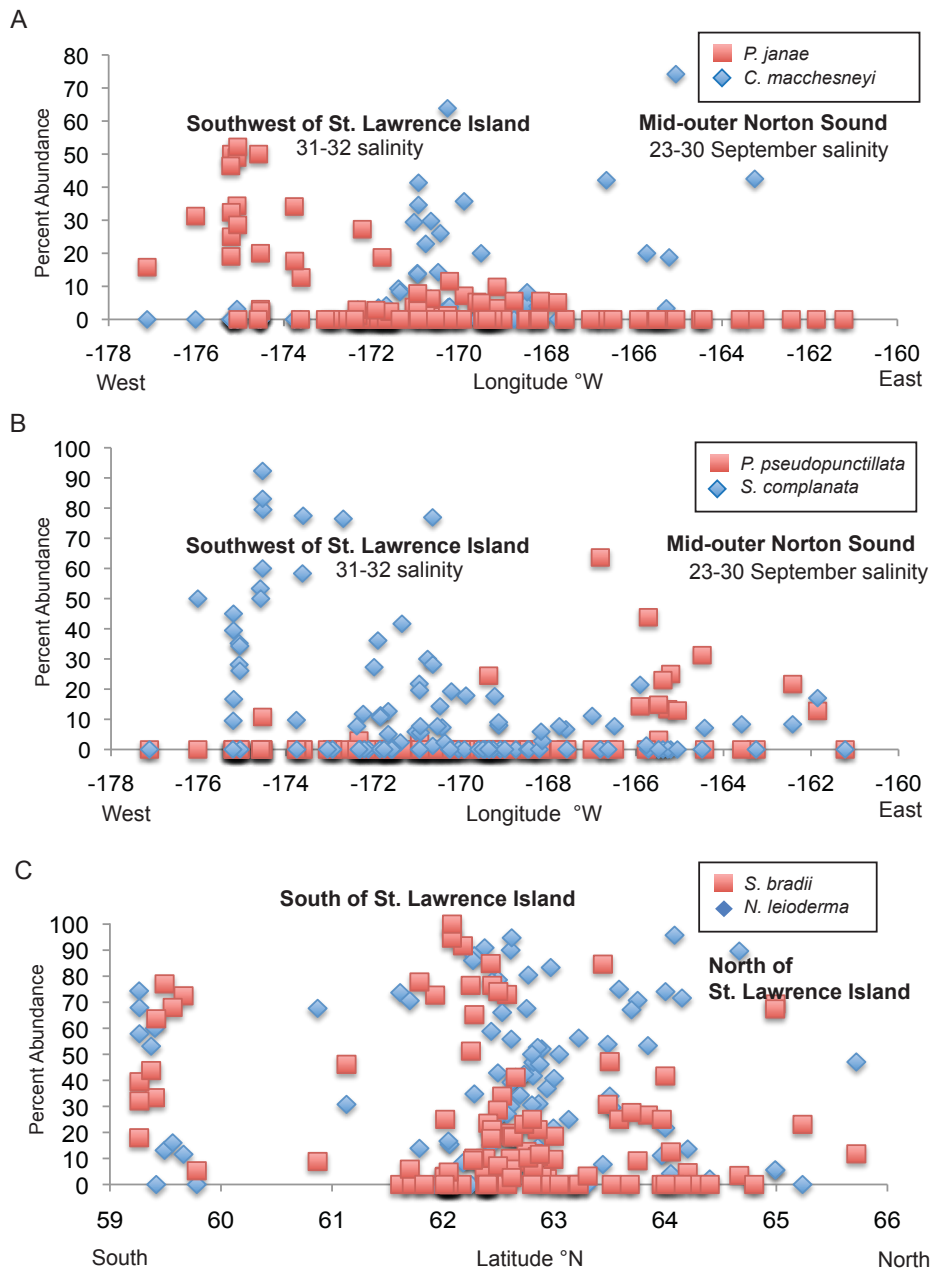 A
P. janae
C. macchesneyi
Southwest of St. Lawrence Island
31-32 salinity
Mid-outer Norton Sound
23-30 September salinity
Percent Abundance
80
70
60
50
40
30
20
10
0
-178 -176 -174 -172 -170 -168 -166 -164 -162 -160
West Longitude °W East
B
P. pseudopunctillata
S. complanata
Southwest of St. Lawrence Island
31-32 salinity
Mid-outer Norton Sound
23-30 September salinity
Percent Abundance
100
90
80
70
60
50
40
30
20
10
0
-178 -176 -174 -172 -170 -168 -166 -164 -162 -160
West Longitude °W East
C
S. bradii
N. leioderma
South of St. Lawrence Island
North of
St. Lawrence Island
Percent Abundance
100
90
80
70
60
50
40
30
20
10
0
59 60 61 62 63 64 65 66
South Latitude °N North